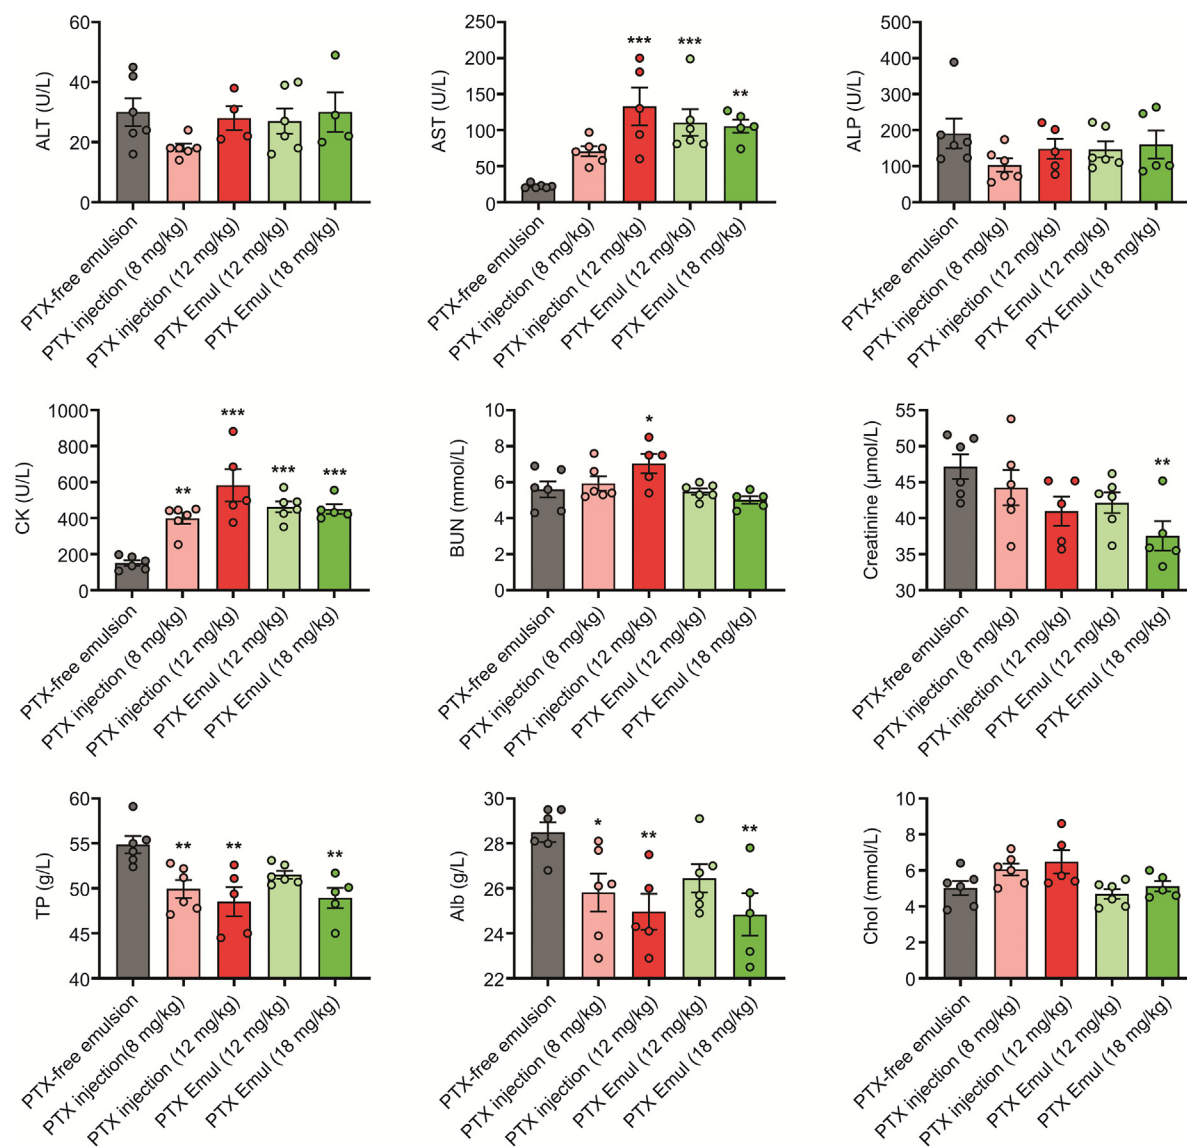 ALT (U/L)
60
40
20
0
PTX-free emulsion
PTX injection (8 mg/kg)
PTX injection (12 mg/kg)
PTX Emul (12 mg/kg)
PTX Emul (18 mg/kg)
AST (U/L)
250
200
150
100
50
0
***
***
**
PTX-free emulsion
PTX injection (8 mg/kg)
PTX injection (12 mg/kg)
PTX Emul (12 mg/kg)
PTX Emul (18 mg/kg)
ALP (U/L)
500
400
300
200
100
0
PTX-free emulsion
PTX injection (8 mg/kg)
PTX injection (12 mg/kg)
PTX Emul (12 mg/kg)
PTX Emul (18 mg/kg)
CK (U/L)
1000
800
600
400
200
0
**
***
***
***
PTX-free emulsion
PTX injection (8 mg/kg)
PTX injection (12 mg/kg)
PTX Emul (12 mg/kg)
PTX Emul (18 mg/kg)
BUN (mmol/L)
10
8
6
4
2
0
*
PTX-free emulsion
PTX injection (8 mg/kg)
PTX injection (12 mg/kg)
PTX Emul (12 mg/kg)
PTX Emul (18 mg/kg)
Creatinine (μmol/L)
55
50
45
40
35
30
**
PTX-free emulsion
PTX injection (8 mg/kg)
PTX injection (12 mg/kg)
PTX Emul (12 mg/kg)
PTX Emul (18 mg/kg)
TP (g/L)
60
55
50
45
40
**
**
**
PTX-free emulsion
PTX injection(8 mg/kg)
PTX injection (12 mg/kg)
PTX Emul (12 mg/kg)
PTX Emul (18 mg/kg)
Alb (g/L)
30
28
26
24
22
*
**
**
PTX-free emulsion
PTX injection (8 mg/kg)
PTX injection (12 mg/kg)
PTX Emul (12 mg/kg)
PTX Emul (18 mg/kg)
Chol (mmol/L)
10
8
6
4
2
0
PTX-free emulsion
PTX injection (8 mg/kg)
PTX injection (12 mg/kg)
PTX Emul (12 mg/kg)
PTX Emul (18 mg/kg)